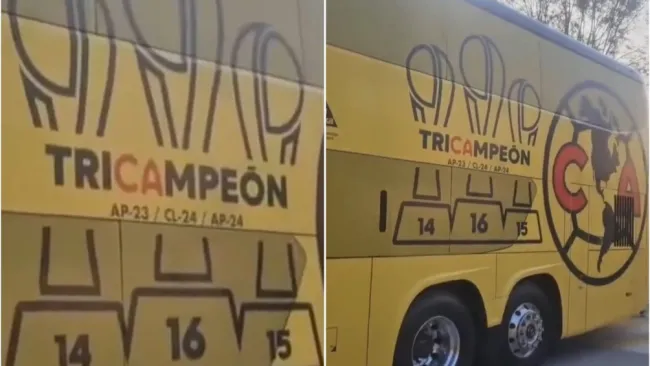 TRICAMPEÓN
AP-23 / CL-24 / AP-24
14 16 15
TRICAMPEÓN
AP-23 / CL-24 / AP-24
14 16 15
C A